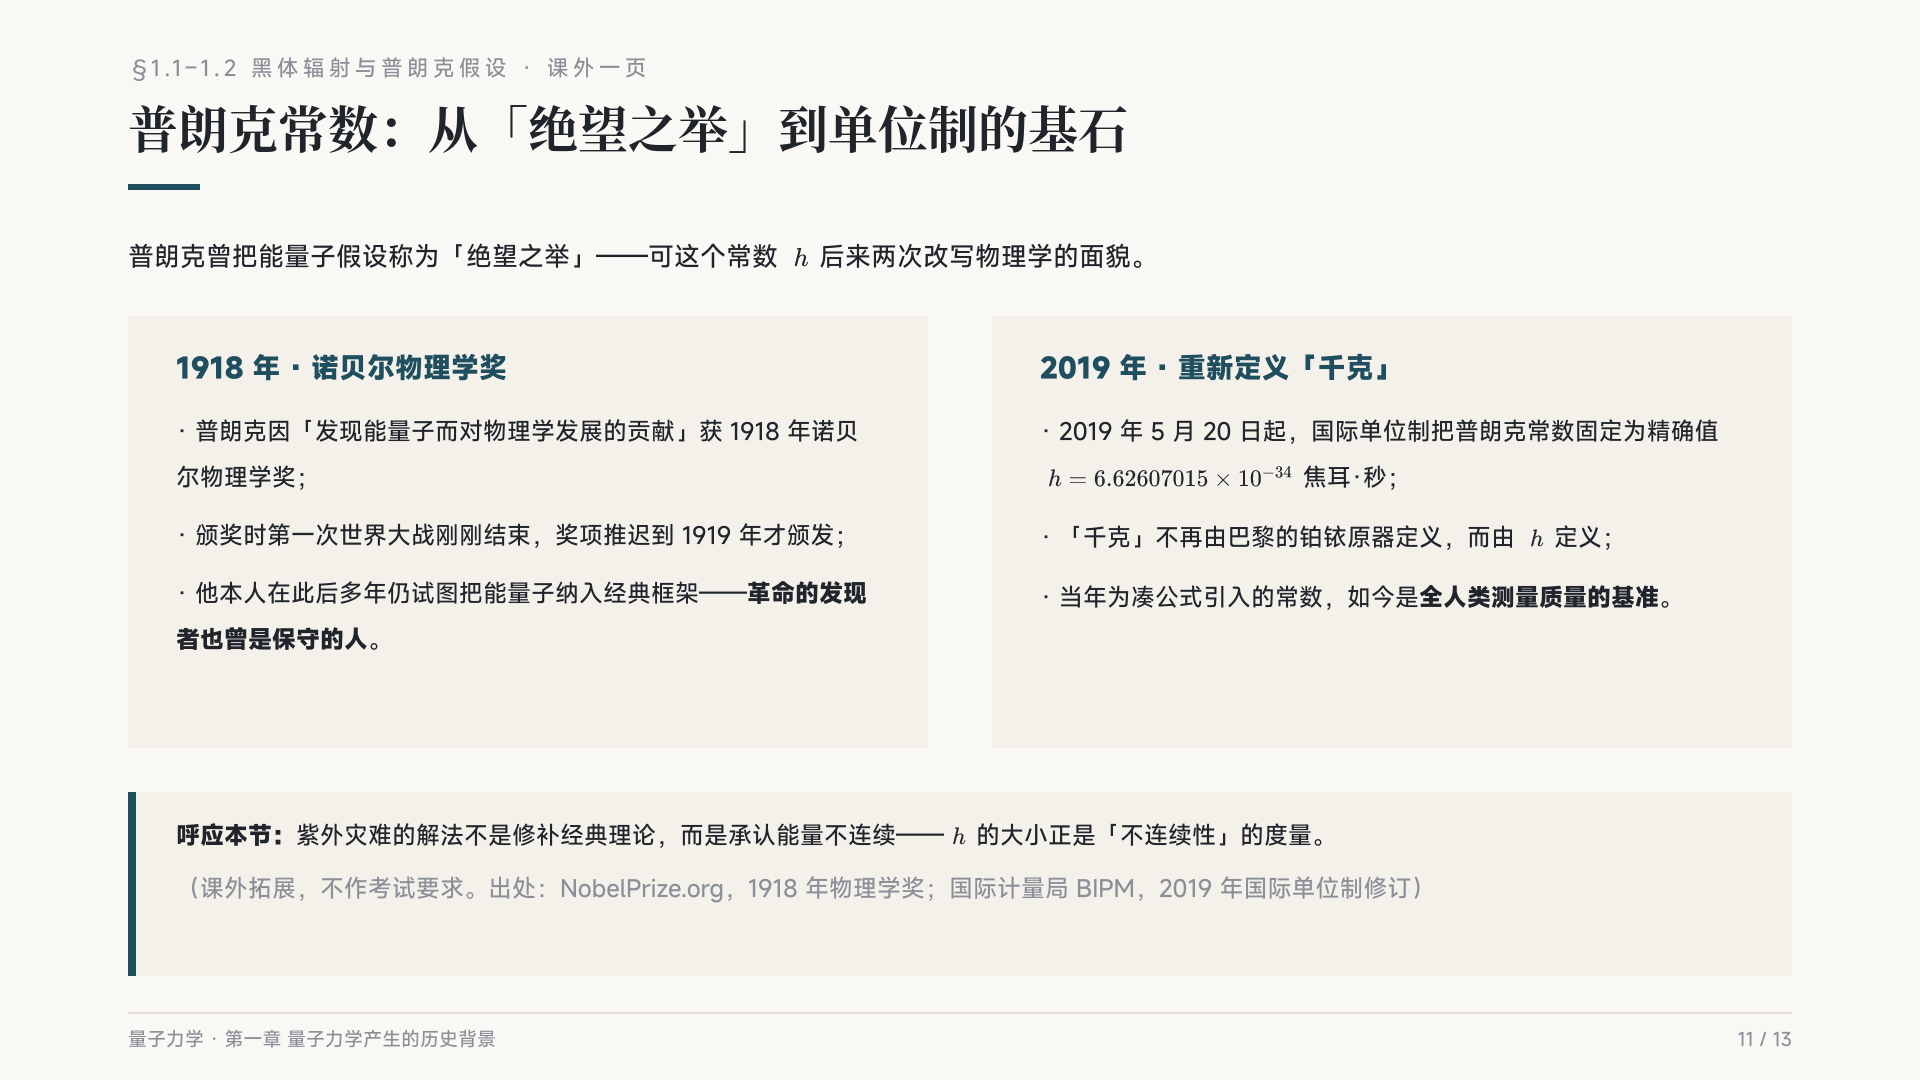 §1.1–1.2 黑体辐射与普朗克假设 · 课外一页
普朗克常数：从「绝望之举」到单位制的基石
普朗克曾把能量子假设称为「绝望之举」——可这个常数 h 后来两次改写物理学的面貌。
1918 年 · 诺贝尔物理学奖
· 普朗克因「发现能量子而对物理学发展的贡献」获 1918 年诺贝
尔物理学奖；
· 颁奖时第一次世界大战刚刚结束，奖项推迟到 1919 年才颁发；
· 他本人在此后多年仍试图把能量子纳入经典框架——革命的发现
者也曾是保守的人。
2019 年 · 重新定义「千克」
· 2019 年 5 月 20 日起，国际单位制把普朗克常数固定为精确值
h = 6.62607015 × 10⁻³⁴ 焦耳·秒；
· 「千克」不再由巴黎的铂铱原器定义，而由 h 定义；
· 当年为凑公式引入的常数，如今是全人类测量质量的基准。
呼应本节：紫外灾难的解法不是修补经典理论，而是承认能量不连续—— h 的大小正是「不连续性」的度量。
（课外拓展，不作考试要求。出处：NobelPrize.org，1918 年物理学奖；国际计量局 BIPM，2019 年国际单位制修订）
量子力学 · 第一章 量子力学产生的历史背景
11 / 13